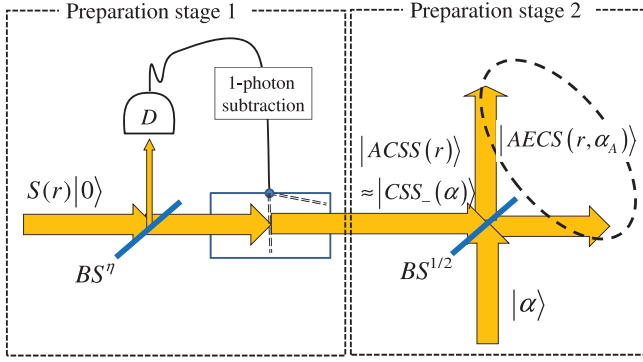 Preparation stage 1
Preparation stage 2
D
1-photon
subtraction
S(r)|0⟩
BS^η
|ACSS(r)⟩
≈|CSS_−(α)⟩
|AECS(r,α_A)⟩
BS^{1/2}
|α⟩